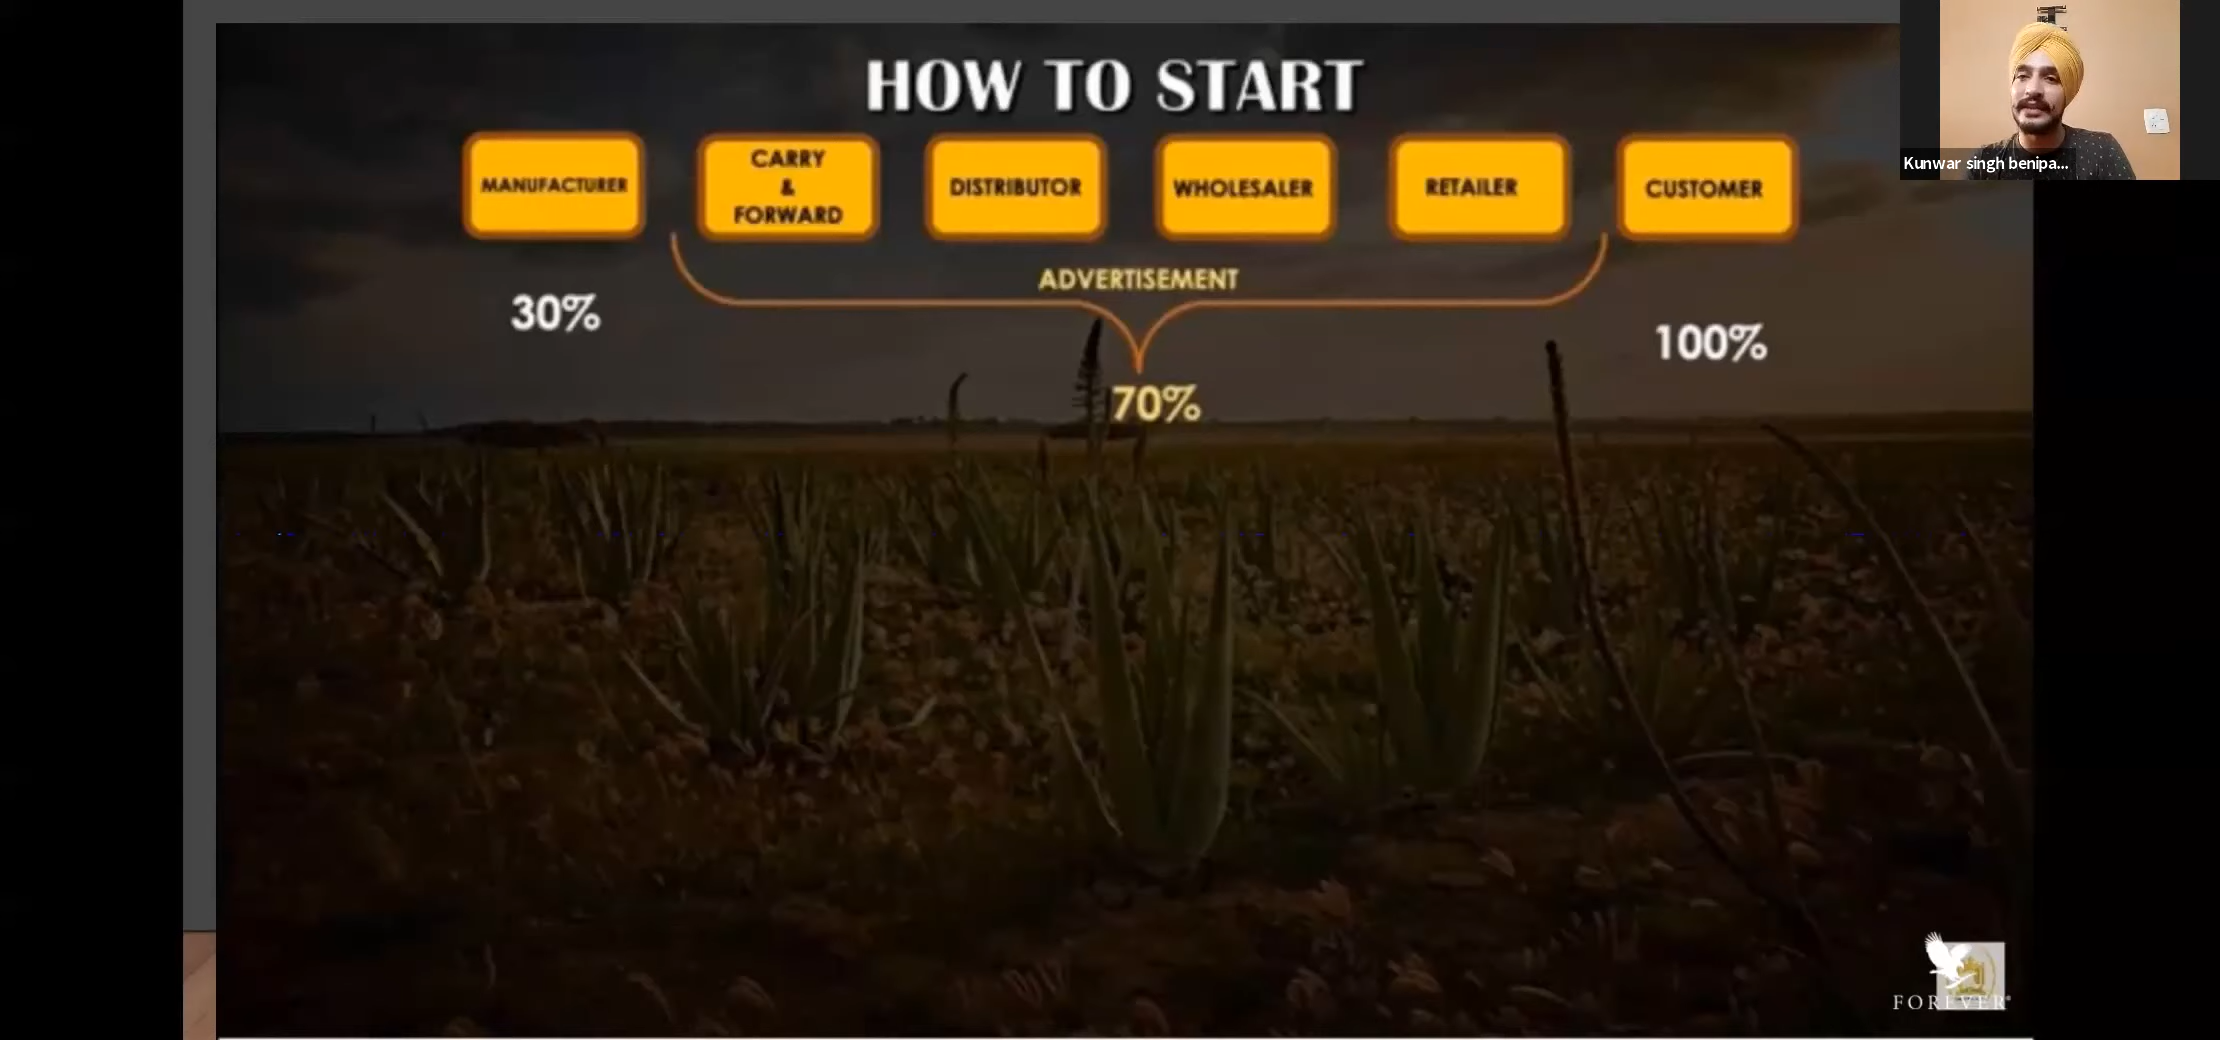 HOW TO START
MANUFACTURER
CARRY
&
FORWARD
DISTRIBUTOR
WHOLESALER
RETAILER
CUSTOMER
ADVERTISEMENT
30%
100%
70%
Kunwar singh benipa...
FOREVER®